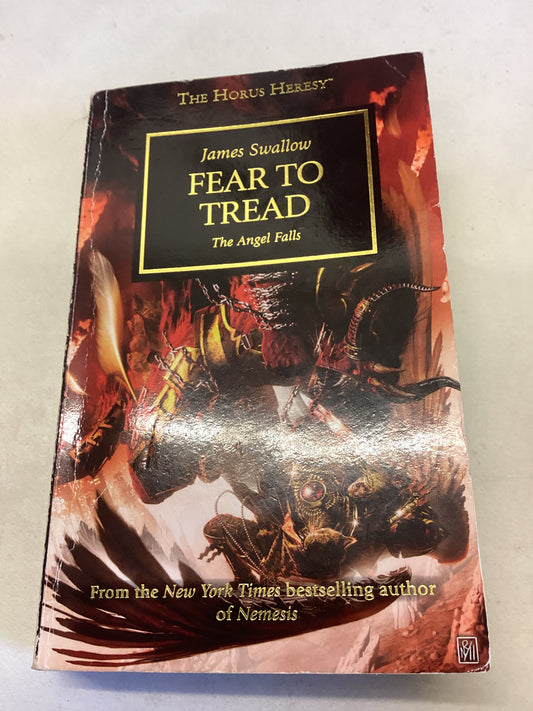 THE HORUS HERESY™
James Swallow
FEAR TO
TREAD
The Angel Falls
From the New York Times bestselling author
of Nemesis